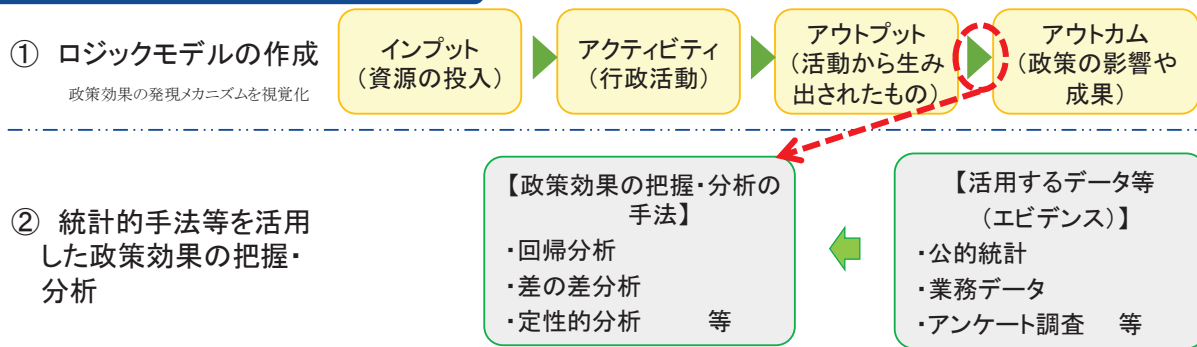 ① ロジックモデルの作成
政策効果の発現メカニズムを視覚化
インプット
（資源の投入）
アクティビティ
（行政活動）
アウトプット
（活動から生み
出されたもの）
アウトカム
（政策の影響や
成果）
② 統計的手法等を活用
した政策効果の把握・
分析
【政策効果の把握・分析の
手法】
・回帰分析
・差の差分析
・定性的分析　　等
【活用するデータ等
（エビデンス）】
・公的統計
・業務データ
・アンケート調査　等